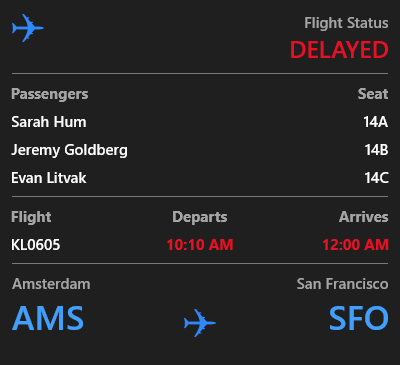 Flight Status
DELAYED
Passengers Seat
Sarah Hum 14A
Jeremy Goldberg 14B
Evan Litvak 14C
Flight Departs Arrives
KL0605 10:10 AM 12:00 AM
Amsterdam San Francisco
AMS SFO